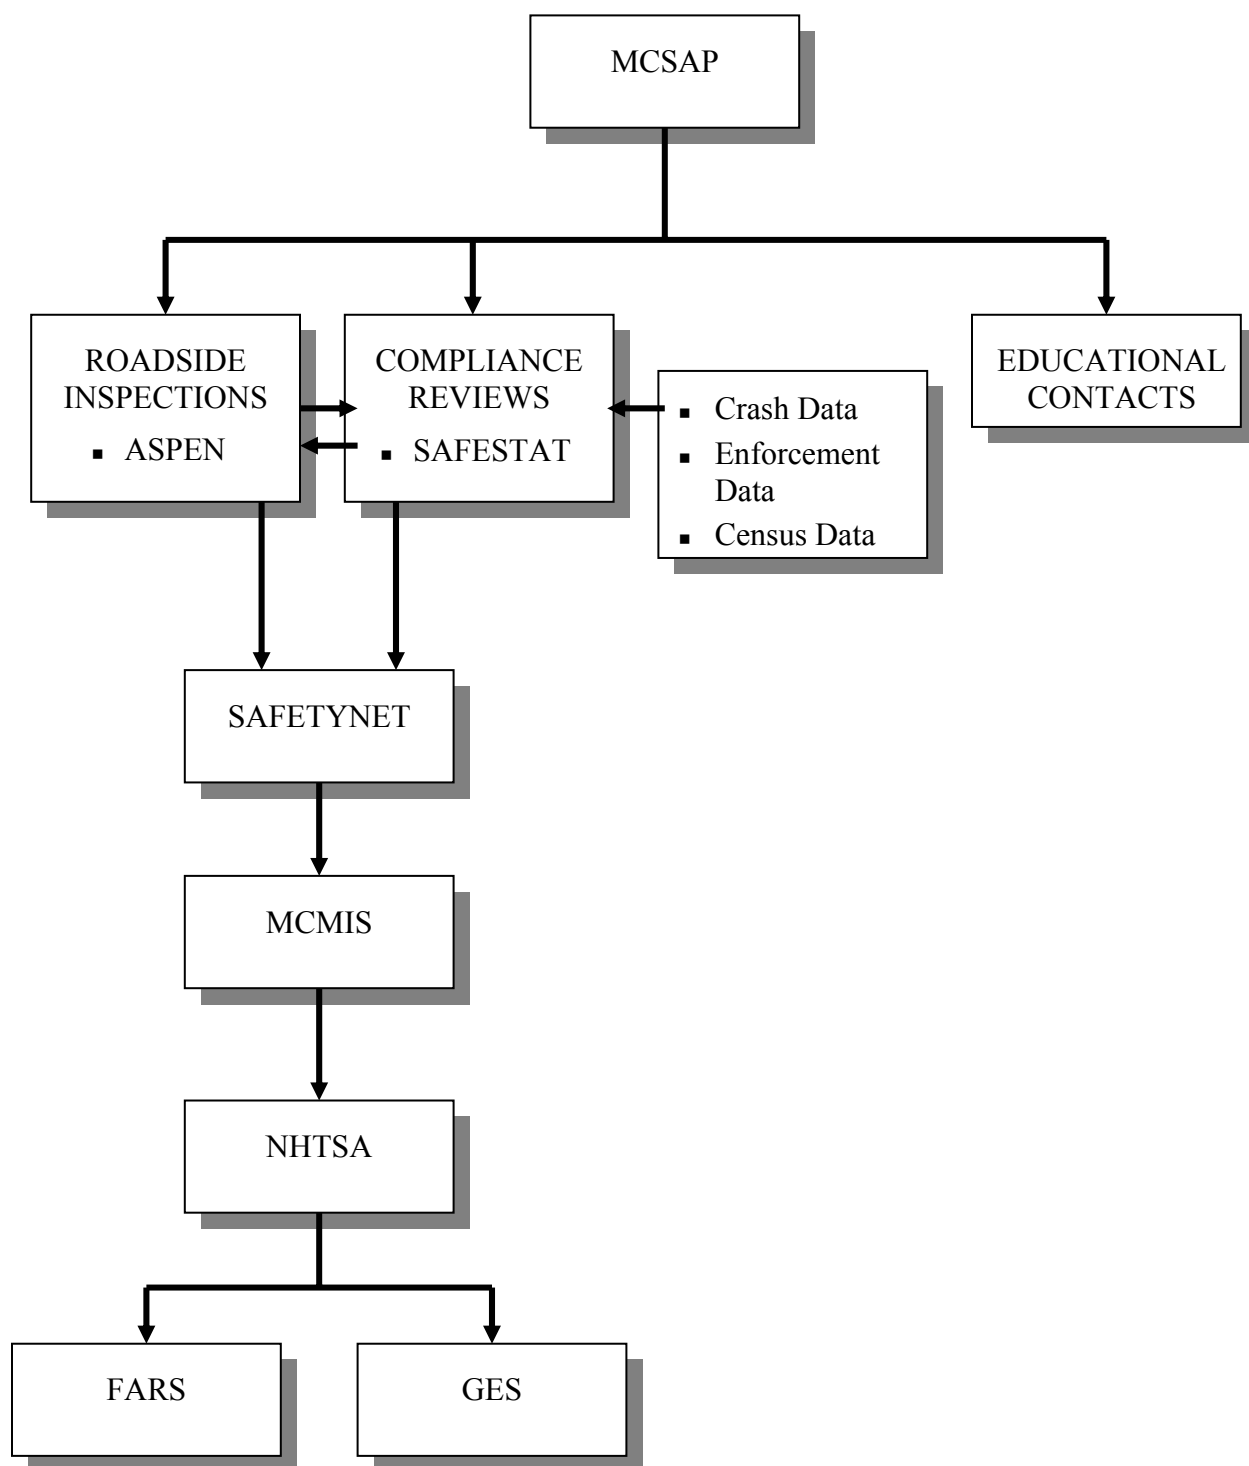 MCSAP
ROADSIDE
INSPECTIONS
▪ ASPEN
COMPLIANCE
REVIEWS
▪ SAFESTAT
▪ Crash Data
▪ Enforcement
Data
▪ Census Data
EDUCATIONAL
CONTACTS
SAFETYNET
MCMIS
NHTSA
FARS
GES